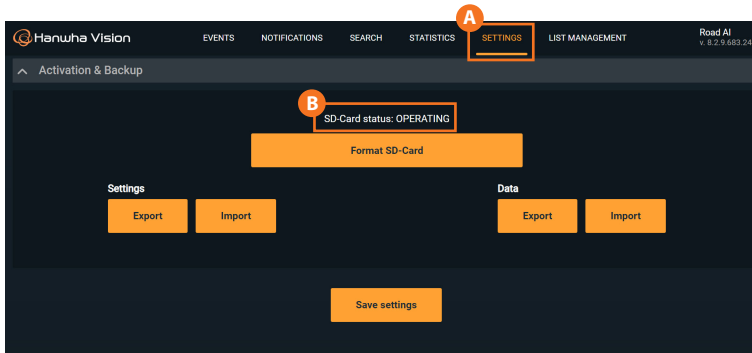 A
Hanwha Vision EVENTS NOTIFICATIONS SEARCH STATISTICS SETTINGS LIST MANAGEMENT Road AI
v. 8.2.9.683.24
Activation & Backup
B
SD-Card status: OPERATING
Format SD-Card
Settings Data
Export Import Export Import
Save settings